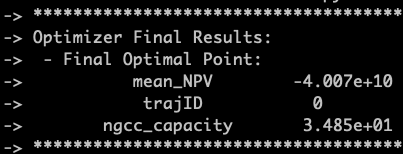 -> ***************************************
-> Optimizer Final Results:
-> - Final Optimal Point:
-> mean_NPV -4.007e+10
-> trajID 0
-> ngcc_capacity 3.485e+01
-> ***************************************